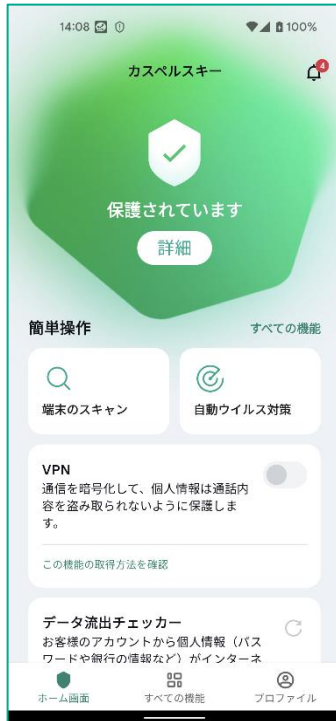 14:08 100%
カスペルスキー
4
保護されています
詳細
簡単操作 すべての機能
端末のスキャン 自動ウイルス対策
VPN
通信を暗号化して、個人情報は通話内
容を盗み取られないように保護しま
す。
この機能の取得方法を確認
データ流出チェッカー
お客様のアカウントから個人情報（パス
ワードや銀行の情報など）がインターネ
ホーム画面 すべての機能 プロファイル